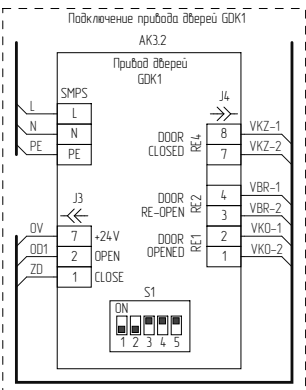 Подключение привода дверей GDK1
AK3.2
Привод дверей
GDK1
SMPS
L L
N N
PE PE
J4
DOOR CLOSED RE4 8 VKZ-1
7 VKZ-2
DOOR RE-OPEN RE2 4 VBR-1
3 VBR-2
DOOR OPENED RE1 2 VKO-1
1 VKO-2
J3
0V 7 +24V
OD1 2 OPEN
ZD 1 CLOSE
S1
ON
1 2 3 4 5